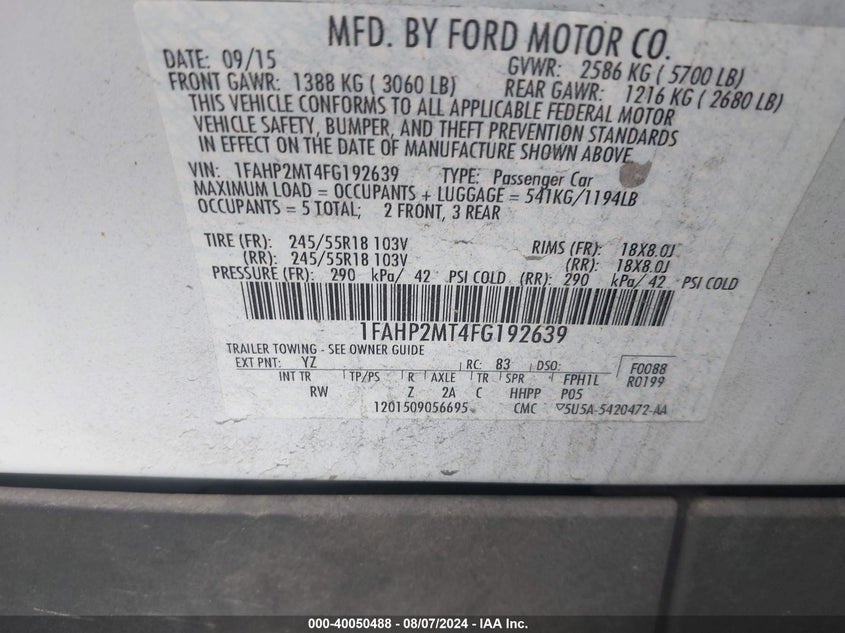 MFD. BY FORD MOTOR CO.
DATE: 09/15 GVWR: 2586 KG ( 5700 LB)
FRONT GAWR: 1388 KG ( 3060 LB) REAR GAWR: 1216 KG ( 2680 LB)
THIS VEHICLE CONFORMS TO ALL APPLICABLE FEDERAL MOTOR
VEHICLE SAFETY, BUMPER, AND THEFT PREVENTION STANDARDS
IN EFFECT ON THE DATE OF MANUFACTURE SHOWN ABOVE.
VIN: 1FAHP2MT4FG192639 TYPE: Passenger Car
MAXIMUM LOAD = OCCUPANTS + LUGGAGE = 541KG/1194LB
OCCUPANTS = 5 TOTAL; 2 FRONT, 3 REAR
TIRE (FR): 245/55R18 103V RIMS (FR): 18X8.0J
(RR): 245/55R18 103V (RR): 18X8.0J
PRESSURE (FR): 290 kPa/ 42 PSI COLD (RR): 290 kPa/ 42 PSI COLD
1FAHP2MT4FG192639
TRAILER TOWING - SEE OWNER GUIDE
EXT PNT: YZ RC: 83 DSO: F0088
INT TR TP/PS R AXLE TR SPR FPH1L R0199
RW Z 2A C HHPP P05
1201509056695 CMC 5U5A-5420472-AA
000-40050488 - 08/07/2024 - IAA Inc.